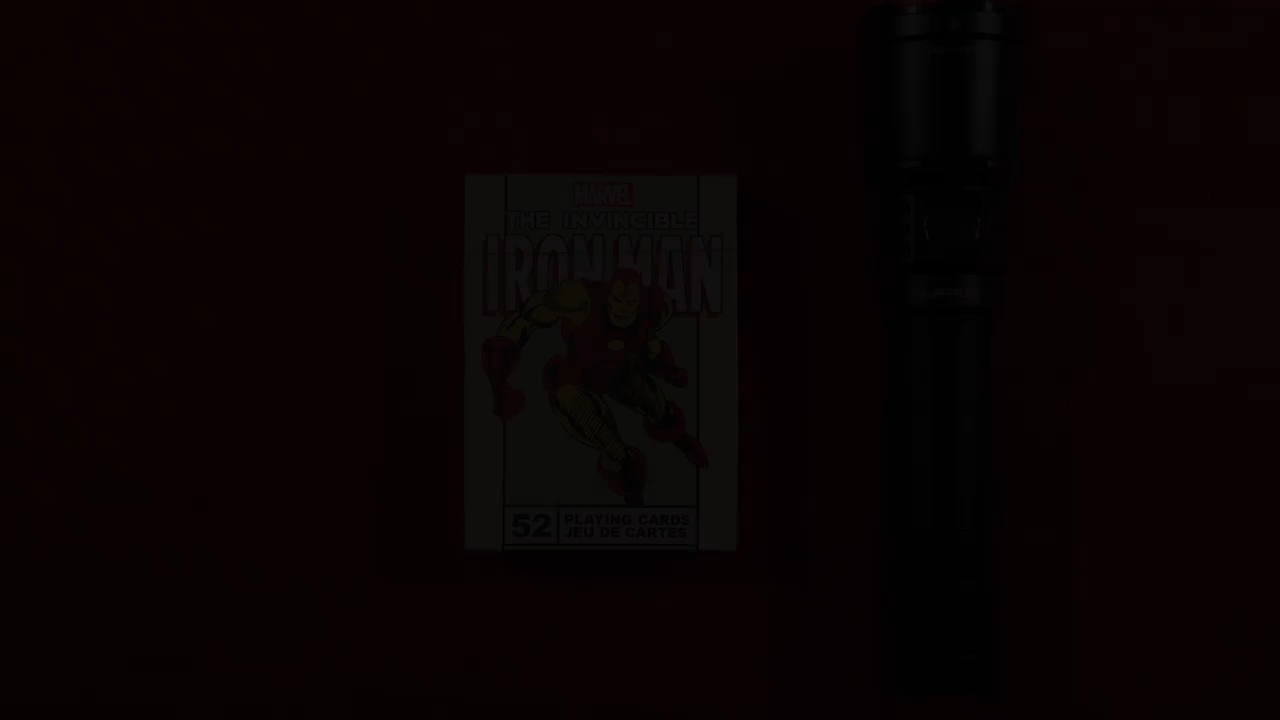 MARVEL
THE INVINCIBLE
IRON MAN
52
PLAYING CARDS
JEU DE CARTES